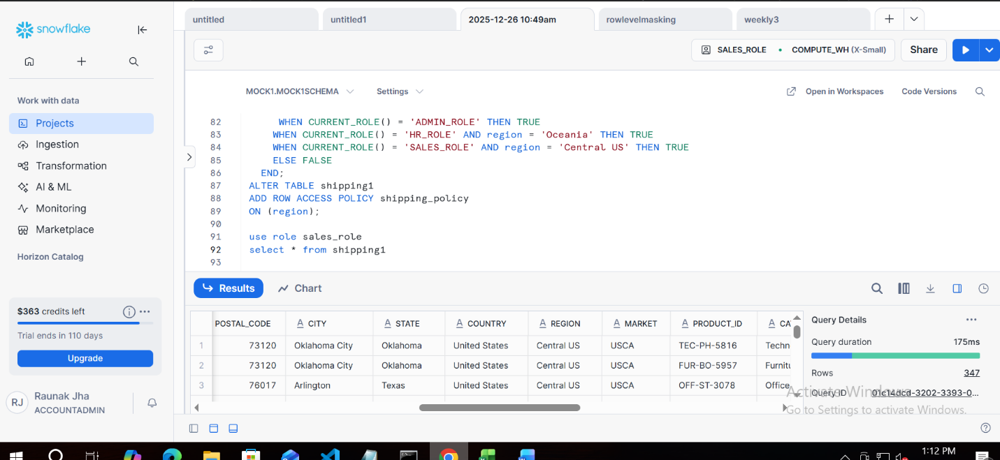 untitled
untitled1
2025-12-26 10:49am
rowlevelmasking
weekly3
snowflake
SALES_ROLE • COMPUTE_WH (X-Small)
Share
Work with data
Projects
Ingestion
Transformation
AI & ML
Monitoring
Marketplace
Horizon Catalog
$363 credits left
Trial ends in 110 days
Upgrade
RJ
Raunak Jha
ACCOUNTADMIN
MOCK1.MOCK1SCHEMA
Settings
Open in Workspaces
Code Versions
82 WHEN CURRENT_ROLE() = 'ADMIN_ROLE' THEN TRUE
83 WHEN CURRENT_ROLE() = 'HR_ROLE' AND region = 'Oceania' THEN TRUE
84 WHEN CURRENT_ROLE() = 'SALES_ROLE' AND region = 'Central US' THEN TRUE
85 ELSE FALSE
86 END;
87 ALTER TABLE shipping1
88 ADD ROW ACCESS POLICY shipping_policy
89 ON (region);
90
91 use role sales_role
92 select * from shipping1
93
Results
Chart
POSTAL_CODE A CITY A STATE A COUNTRY A REGION A MARKET A PRODUCT_ID A CA
1 73120 Oklahoma City Oklahoma United States Central US USCA TEC-PH-5816 Techn
2 73120 Oklahoma City Oklahoma United States Central US USCA FUR-BO-5957 Furnitu
3 76017 Arlington Texas United States Central US USCA OFF-ST-3078 Office
Query Details
Query duration 175ms
Rows 347
Query ID
Activate Windows
Go to Settings to activate Windows.
1:12 PM